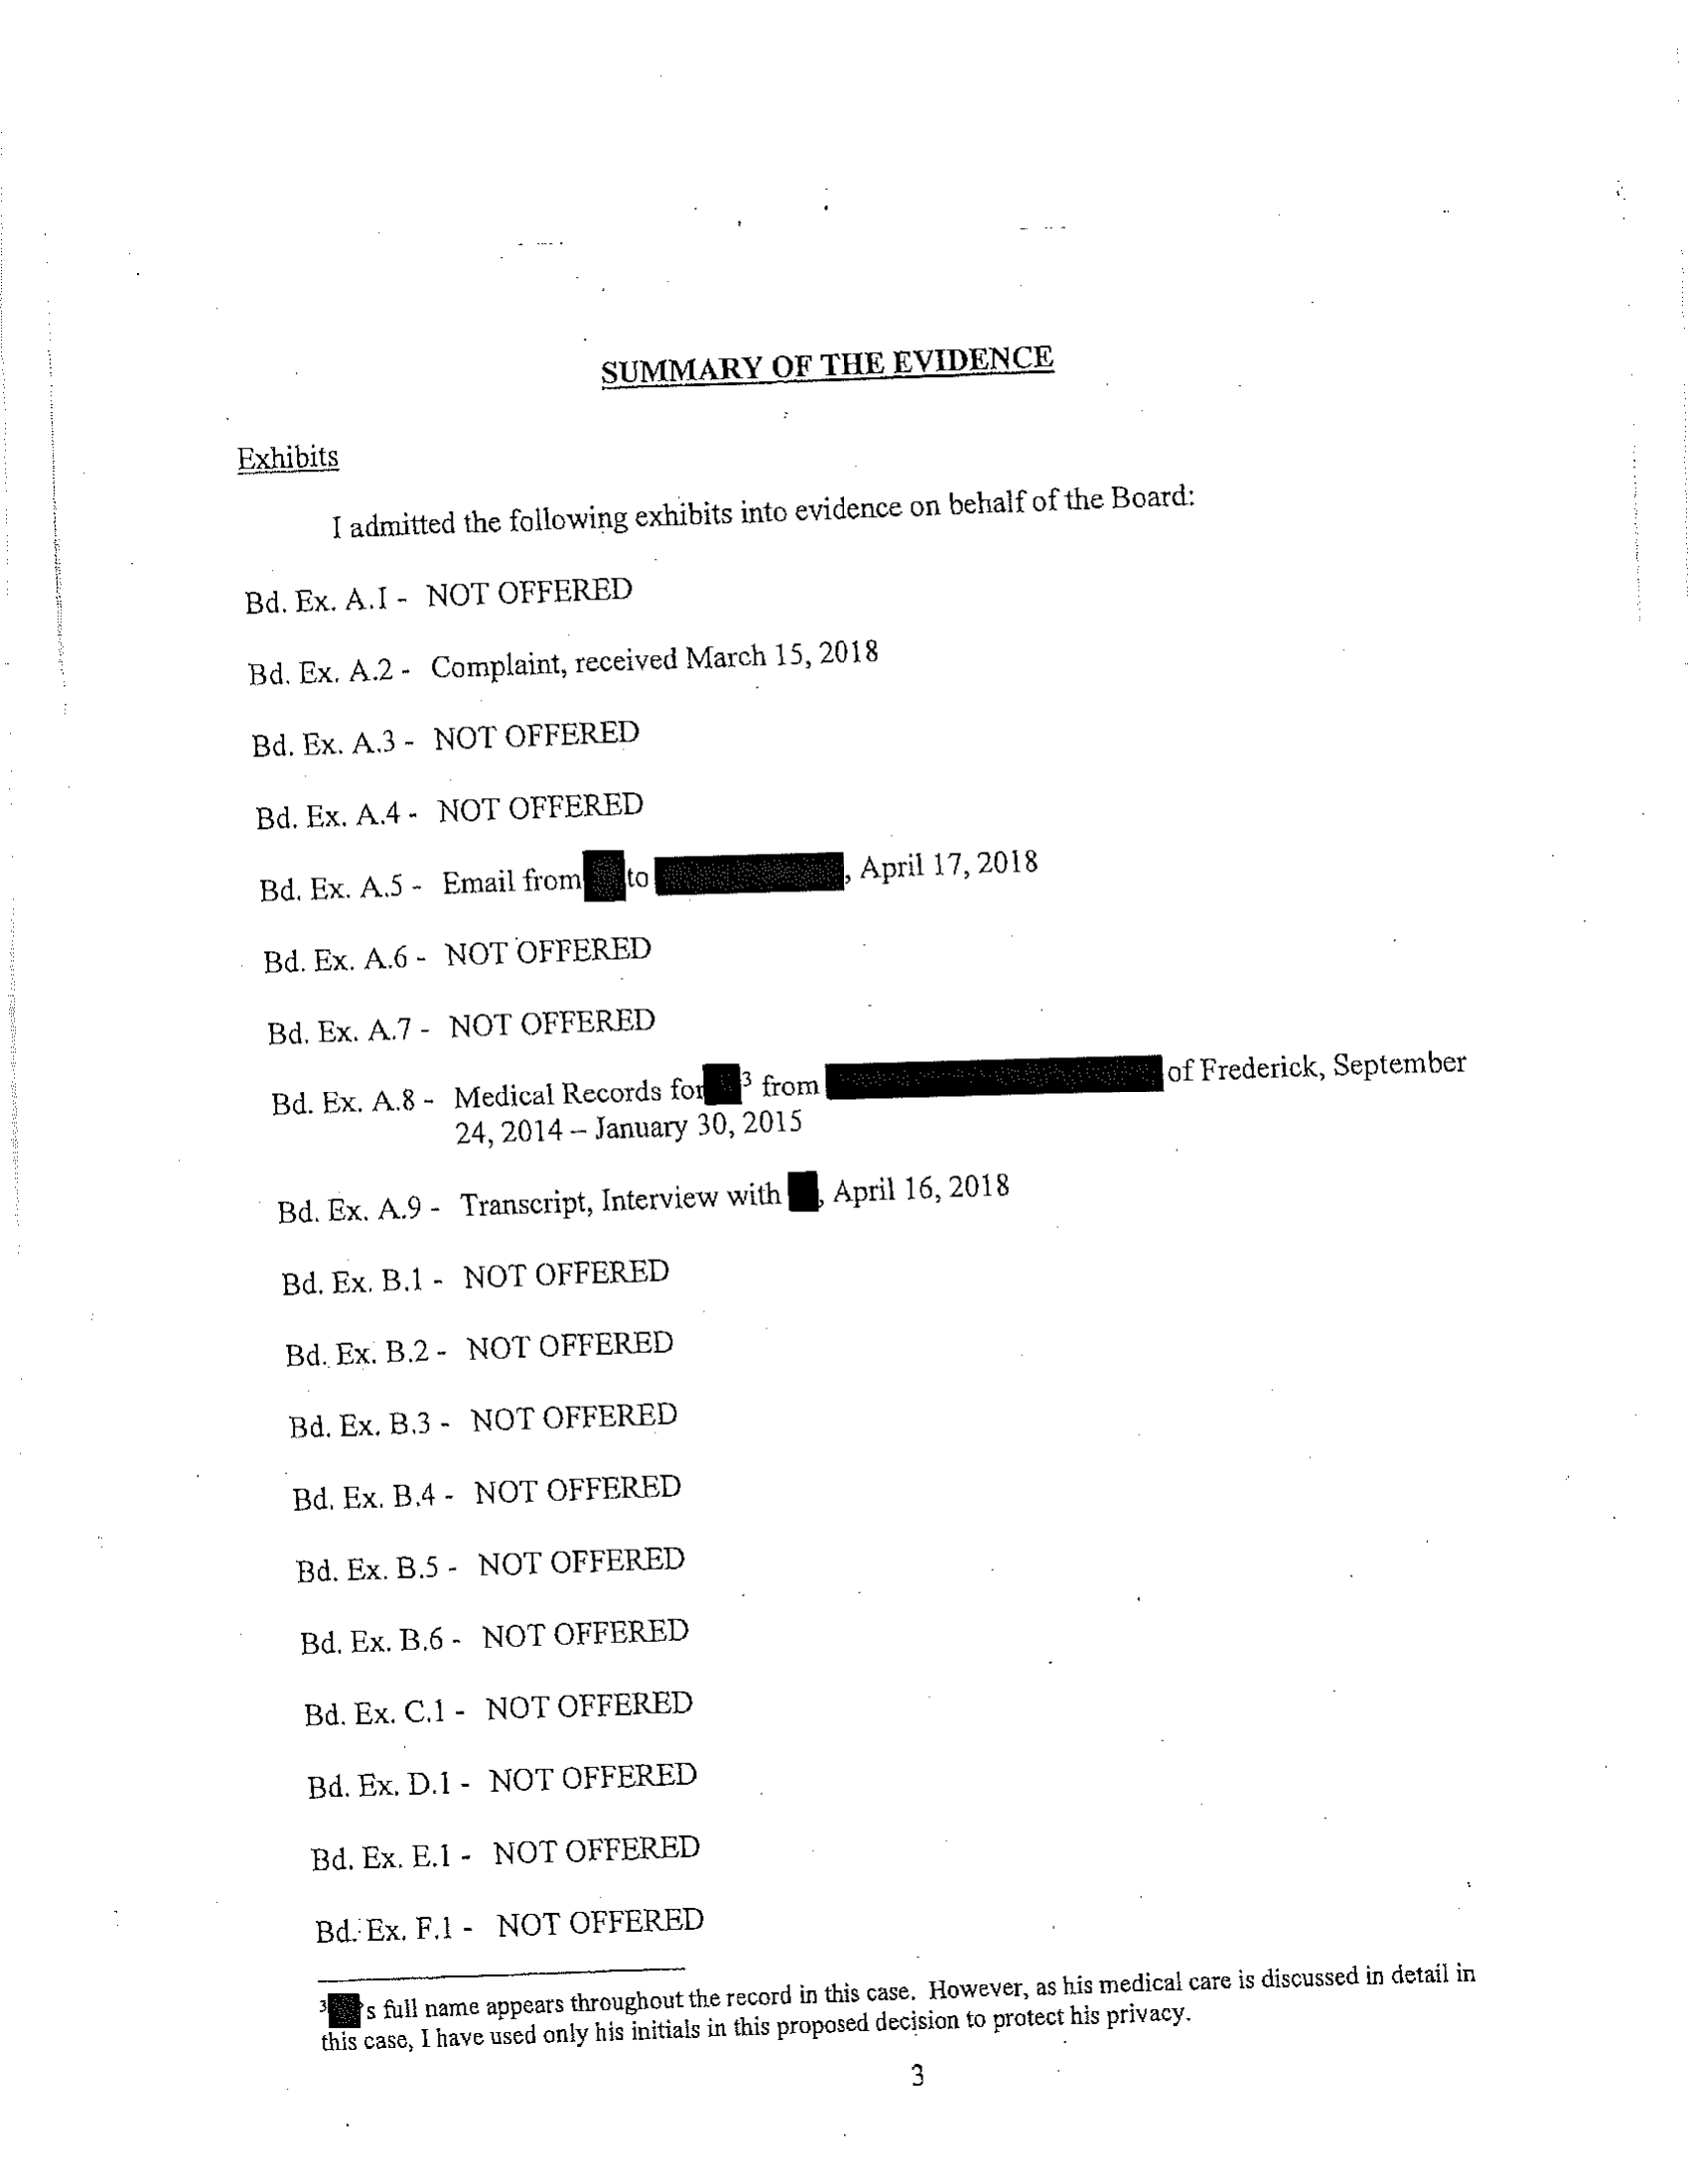 SUMMARY OF THE EVIDENCE
Exhibits
I admitted the following exhibits into evidence on behalf of the Board:
Bd. Ex. A.I - NOT OFFERED
Bd. Ex. A.2 - Complaint, received March 15, 2018
Bd. Ex. A.3 - NOT OFFERED
Bd. Ex. A.4 - NOT OFFERED
Bd. Ex. A.5 - Email from to , April 17, 2018
Bd. Ex. A.6 - NOT OFFERED
Bd. Ex. A.7 - NOT OFFERED
Bd. Ex. A.8 - Medical Records for 3 from of Frederick, September
24, 2014 – January 30, 2015
Bd. Ex. A.9 - Transcript, Interview with , April 16, 2018
Bd. Ex. B.1 - NOT OFFERED
Bd. Ex. B.2 - NOT OFFERED
Bd. Ex. B.3 - NOT OFFERED
Bd. Ex. B.4 - NOT OFFERED
Bd. Ex. B.5 - NOT OFFERED
Bd. Ex. B.6 - NOT OFFERED
Bd. Ex. C.1 - NOT OFFERED
Bd. Ex. D.1 - NOT OFFERED
Bd. Ex. E.1 - NOT OFFERED
Bd. Ex. F.1 - NOT OFFERED
3 's full name appears throughout the record in this case. However, as his medical care is discussed in detail in
this case, I have used only his initials in this proposed decision to protect his privacy.
3